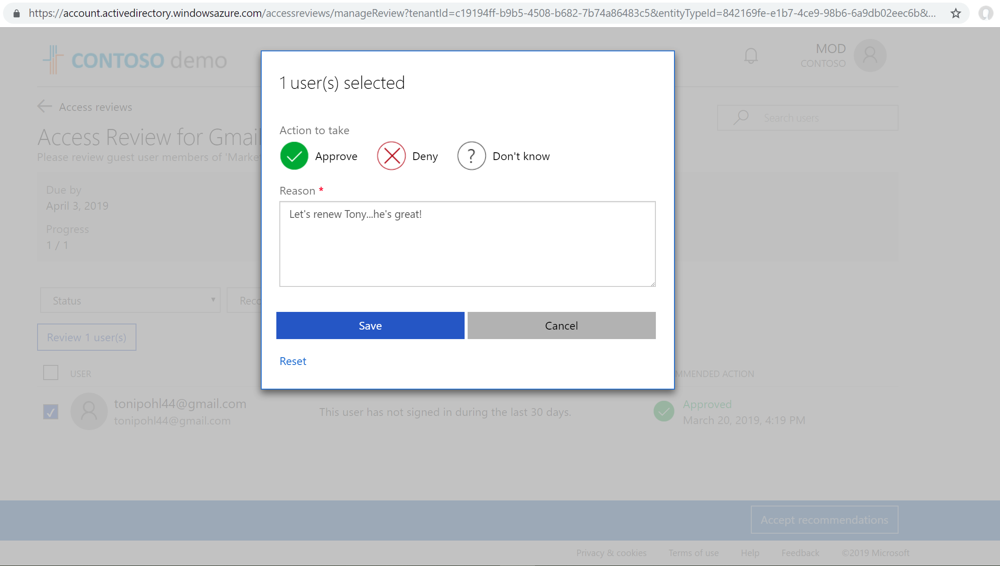 https://account.activedirectory.windowsazure.com/accessreviews/manageReview?tenantId=c19194ff-b9b5-4508-b682-7b74a86483c5&entityTypeId=842169fe-e1b7-4ce9-98b6-6a9db02eec6b&...
CONTOSO demo
MOD
CONTOSO
Access reviews
Search users
Access Review for Gmail
Please review guest user members of 'Marke
Due by
April 3, 2019
Progress
1 / 1
Status
Reco
Review 1 user(s)
1 user(s) selected
Action to take
Approve
Deny
? Don't know
Reason *
Let's renew Tony...he's great!
Save
Cancel
Reset
USER
MMENDED ACTION
tonipohl44@gmail.com
tonipohl44@gmail.com
This user has not signed in during the last 30 days.
Approved
March 20, 2019, 4:19 PM
Accept recommendations
Privacy & cookies
Terms of use
Help
Feedback
©2019 Microsoft